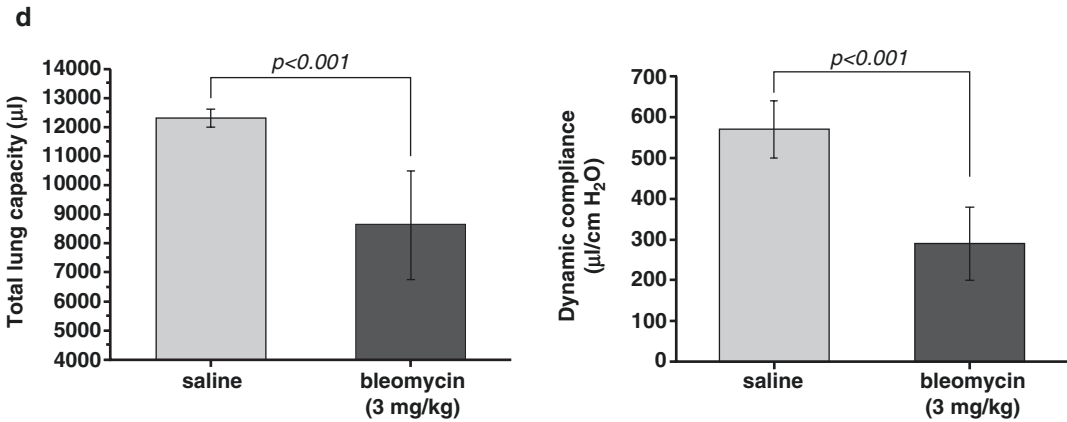 d
Total lung capacity (µl)
14000
13000
12000
11000
10000
9000
8000
7000
6000
5000
4000
p<0.001
saline
bleomycin
(3 mg/kg)
Dynamic compliance
(µl/cm H₂O)
700
600
500
400
300
200
100
0
p<0.001
saline
bleomycin
(3 mg/kg)